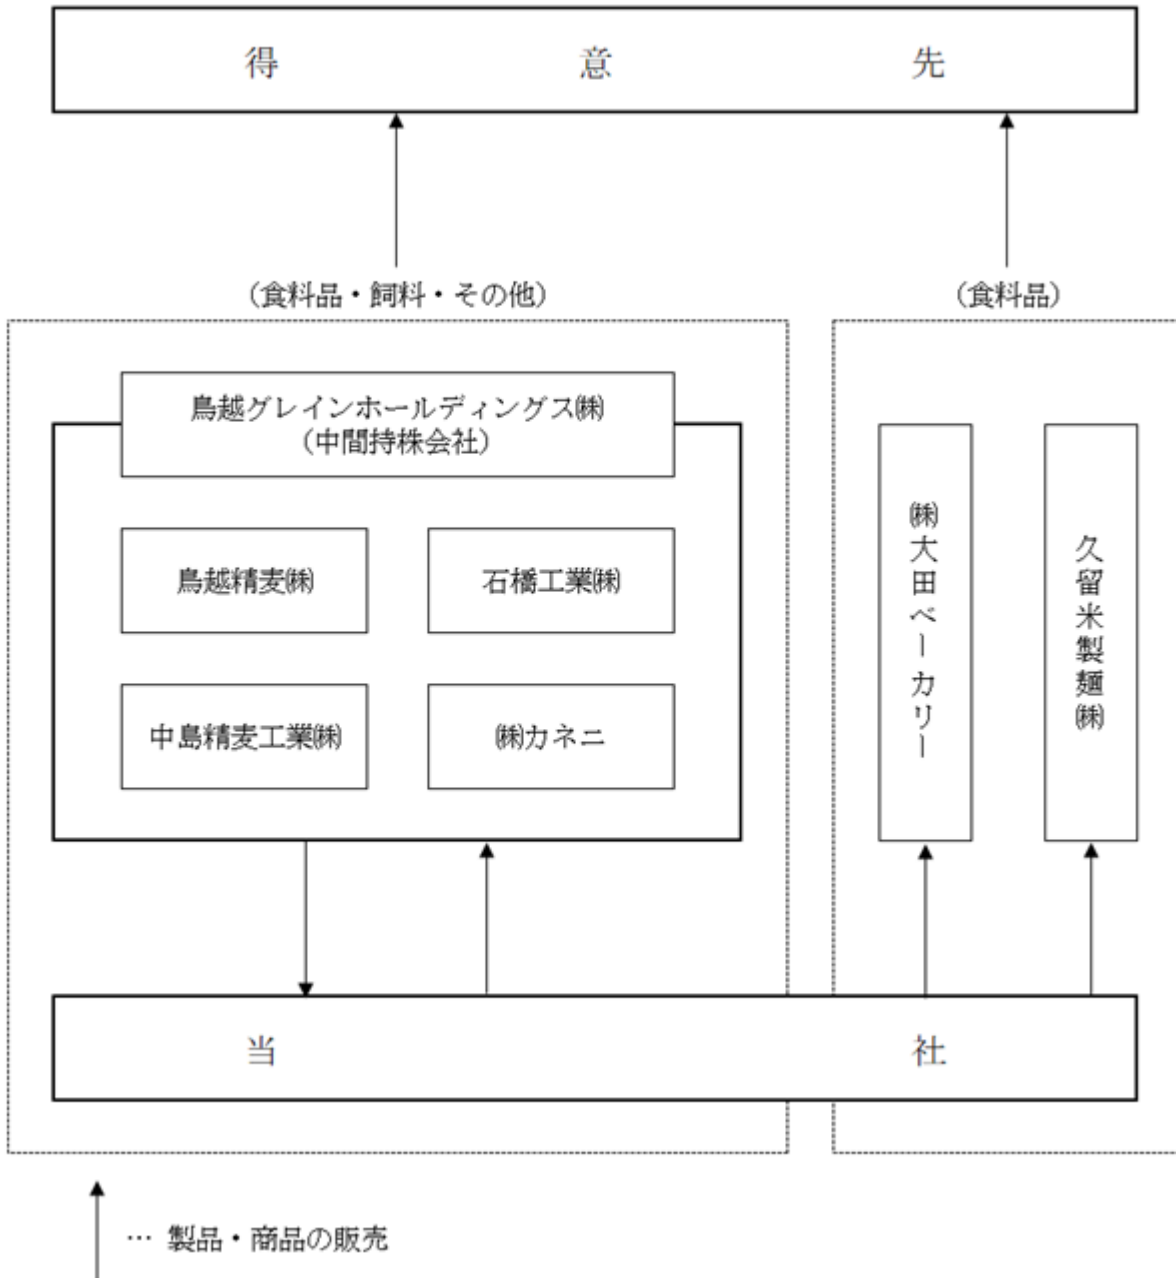 得意先
（食料品・飼料・その他）
（食料品）
鳥越グレインホールディングス㈱
（中間持株会社）
鳥越精麦㈱
石橋工業㈱
中島精麦工業㈱
㈱カネニ
㈱大田ベーカリー
久留米製麺㈱
当社
… 製品・商品の販売